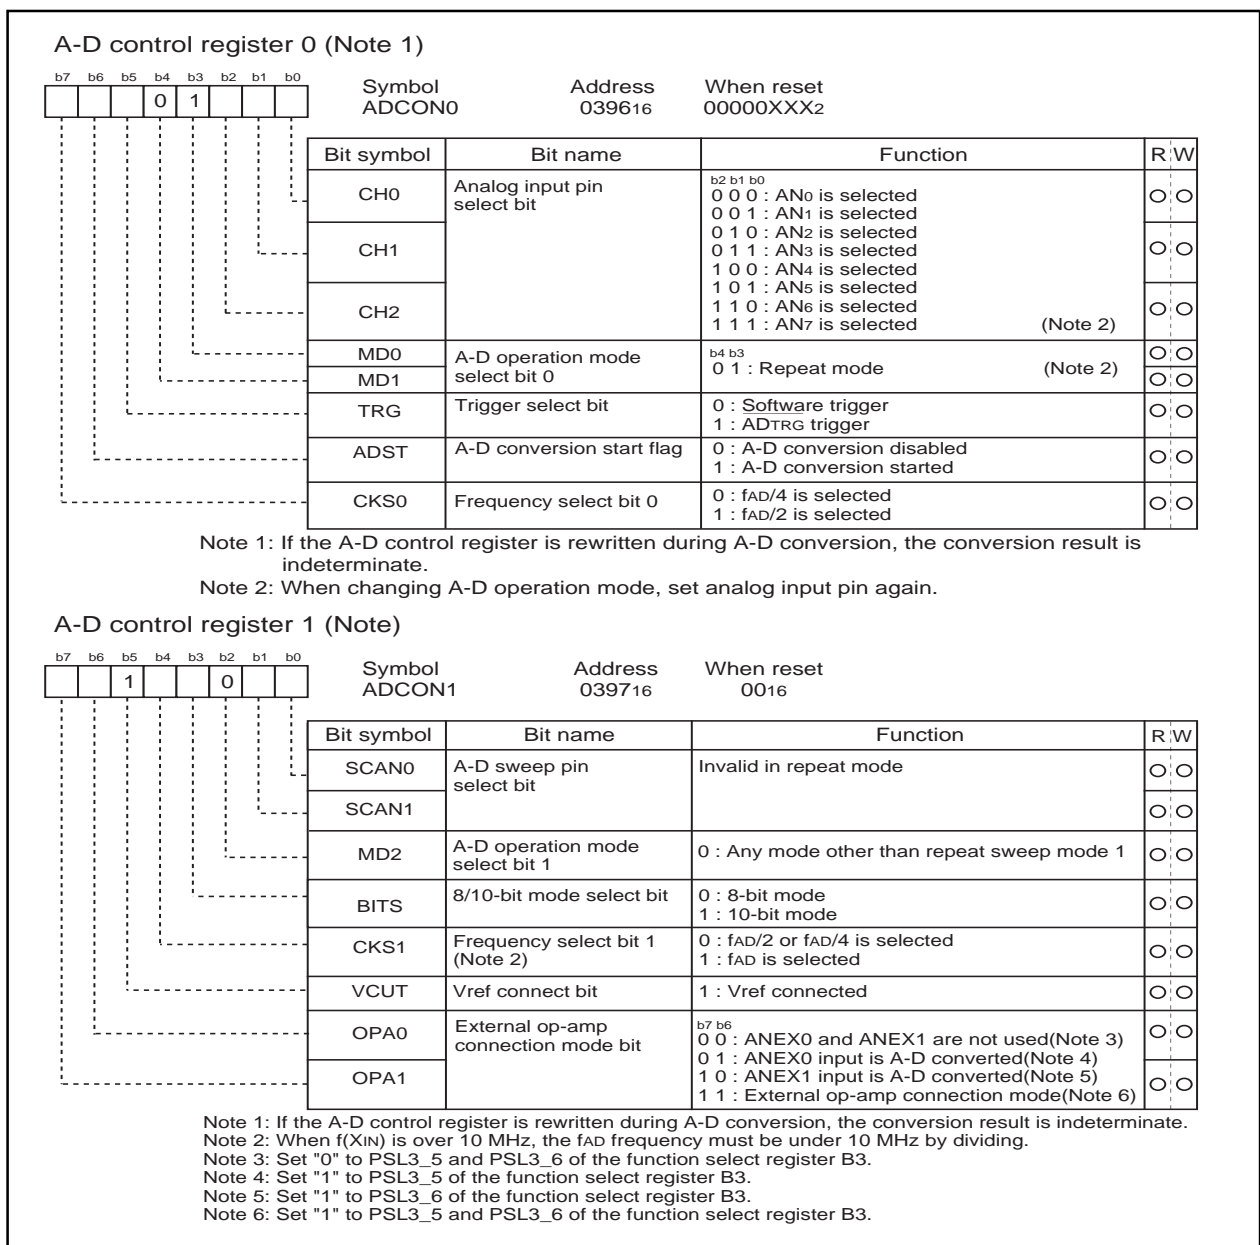 A-D control register 0 (Note 1)
b7 b6 b5 b4 b3 b2 b1 b0
0 1
Symbol Address When reset
ADCON0 039616 00000XXX2
Bit symbol Bit name Function R W
CH0 Analog input pin select bit
b2 b1 b0
0 0 0 : AN0 is selected
0 0 1 : AN1 is selected
CH1
0 1 0 : AN2 is selected
0 1 1 : AN3 is selected
1 0 0 : AN4 is selected
1 0 1 : AN5 is selected
CH2
1 1 0 : AN6 is selected
1 1 1 : AN7 is selected (Note 2)
MD0 A-D operation mode select bit 0
b4 b3
0 1 : Repeat mode (Note 2)
MD1
TRG Trigger select bit
0 : Software trigger
1 : ADTRG trigger
ADST A-D conversion start flag
0 : A-D conversion disabled
1 : A-D conversion started
CKS0 Frequency select bit 0
0 : fAD/4 is selected
1 : fAD/2 is selected
Note 1: If the A-D control register is rewritten during A-D conversion, the conversion result is
indeterminate.
Note 2: When changing A-D operation mode, set analog input pin again.
A-D control register 1 (Note)
b7 b6 b5 b4 b3 b2 b1 b0
1 0
Symbol Address When reset
ADCON1 039716 0016
Bit symbol Bit name Function R W
SCAN0 A-D sweep pin select bit
Invalid in repeat mode
SCAN1
MD2 A-D operation mode select bit 1
0 : Any mode other than repeat sweep mode 1
BITS 8/10-bit mode select bit
0 : 8-bit mode
1 : 10-bit mode
CKS1 Frequency select bit 1 (Note 2)
0 : fAD/2 or fAD/4 is selected
1 : fAD is selected
VCUT Vref connect bit
1 : Vref connected
OPA0 External op-amp connection mode bit
b7 b6
0 0 : ANEX0 and ANEX1 are not used(Note 3)
0 1 : ANEX0 input is A-D converted(Note 4)
OPA1
1 0 : ANEX1 input is A-D converted(Note 5)
1 1 : External op-amp connection mode(Note 6)
Note 1: If the A-D control register is rewritten during A-D conversion, the conversion result is indeterminate.
Note 2: When f(XIN) is over 10 MHz, the fAD frequency must be under 10 MHz by dividing.
Note 3: Set "0" to PSL3_5 and PSL3_6 of the function select register B3.
Note 4: Set "1" to PSL3_5 of the function select register B3.
Note 5: Set "1" to PSL3_6 of the function select register B3.
Note 6: Set "1" to PSL3_5 and PSL3_6 of the function select register B3.